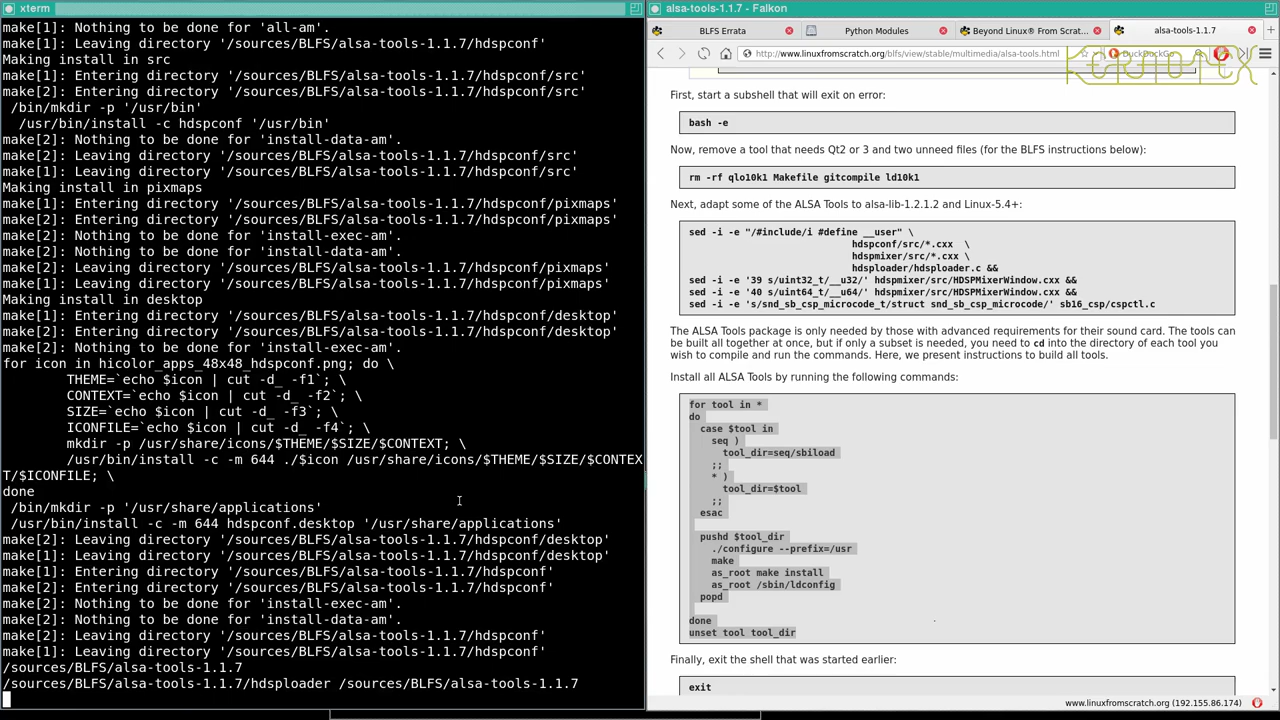 xterm
make[1]: Nothing to be done for 'all-am'.
make[1]: Leaving directory '/sources/BLFS/alsa-tools-1.1.7/hdspconf'
Making install in src
make[1]: Entering directory '/sources/BLFS/alsa-tools-1.1.7/hdspconf/src'
make[2]: Entering directory '/sources/BLFS/alsa-tools-1.1.7/hdspconf/src'
 /bin/mkdir -p '/usr/bin'
  /usr/bin/install -c hdspconf '/usr/bin'
make[2]: Nothing to be done for 'install-data-am'.
make[2]: Leaving directory '/sources/BLFS/alsa-tools-1.1.7/hdspconf/src'
make[1]: Leaving directory '/sources/BLFS/alsa-tools-1.1.7/hdspconf/src'
Making install in pixmaps
make[1]: Entering directory '/sources/BLFS/alsa-tools-1.1.7/hdspconf/pixmaps'
make[2]: Entering directory '/sources/BLFS/alsa-tools-1.1.7/hdspconf/pixmaps'
make[2]: Nothing to be done for 'install-exec-am'.
make[2]: Nothing to be done for 'install-data-am'.
make[2]: Leaving directory '/sources/BLFS/alsa-tools-1.1.7/hdspconf/pixmaps'
make[1]: Leaving directory '/sources/BLFS/alsa-tools-1.1.7/hdspconf/pixmaps'
Making install in desktop
make[1]: Entering directory '/sources/BLFS/alsa-tools-1.1.7/hdspconf/desktop'
make[2]: Entering directory '/sources/BLFS/alsa-tools-1.1.7/hdspconf/desktop'
make[2]: Nothing to be done for 'install-exec-am'.
for icon in hicolor_apps_48x48_hdspconf.png; do \
        THEME=`echo $icon | cut -d_ -f1`; \
        CONTEXT=`echo $icon | cut -d_ -f2`; \
        SIZE=`echo $icon | cut -d_ -f3`; \
        ICONFILE=`echo $icon | cut -d_ -f4`; \
        mkdir -p /usr/share/icons/$THEME/$SIZE/$CONTEXT; \
        /usr/bin/install -c -m 644 ./$icon /usr/share/icons/$THEME/$SIZE/$CONTEX
T/$ICONFILE; \
done
 /bin/mkdir -p '/usr/share/applications'
 /usr/bin/install -c -m 644 hdspconf.desktop '/usr/share/applications'
make[2]: Leaving directory '/sources/BLFS/alsa-tools-1.1.7/hdspconf/desktop'
make[1]: Leaving directory '/sources/BLFS/alsa-tools-1.1.7/hdspconf/desktop'
make[1]: Entering directory '/sources/BLFS/alsa-tools-1.1.7/hdspconf'
make[2]: Entering directory '/sources/BLFS/alsa-tools-1.1.7/hdspconf'
make[2]: Nothing to be done for 'install-exec-am'.
make[2]: Nothing to be done for 'install-data-am'.
make[2]: Leaving directory '/sources/BLFS/alsa-tools-1.1.7/hdspconf'
make[1]: Leaving directory '/sources/BLFS/alsa-tools-1.1.7/hdspconf'
/sources/BLFS/alsa-tools-1.1.7
/sources/BLFS/alsa-tools-1.1.7/hdsploader /sources/BLFS/alsa-tools-1.1.7
alsa-tools-1.1.7 - Falkon
BLFS Errata
Python Modules
Beyond Linux® From Scrat...
alsa-tools-1.1.7
http://www.linuxfromscratch.org/blfs/view/stable/multimedia/alsa-tools.html
DuckDuckGo
First, start a subshell that will exit on error:
bash -e
Now, remove a tool that needs Qt2 or 3 and two unneed files (for the BLFS instructions below):
rm -rf qlo10k1 Makefile gitcompile ld10k1
Next, adapt some of the ALSA Tools to alsa-lib-1.2.1.2 and Linux-5.4+:
sed -i -e "/#include/i #define __user" \
hdspconf/src/*.cxx  \
hdspmixer/src/*.cxx \
hdsploader/hdsploader.c &&
sed -i -e '39 s/uint32_t/__u32/' hdspmixer/src/HDSPMixerWindow.cxx &&
sed -i -e '40 s/uint64_t/__u64/' hdspmixer/src/HDSPMixerWindow.cxx &&
sed -i -e 's/snd_sb_csp_microcode_t/struct snd_sb_csp_microcode/' sb16_csp/cspctl.c
The ALSA Tools package is only needed by those with advanced requirements for their sound card. The tools can
be built all together at once, but if only a subset is needed, you need to cd into the directory of each tool you
wish to compile and run the commands. Here, we present instructions to build all tools.
Install all ALSA Tools by running the following commands:
for tool in *
do
  case $tool in
    seq )
      tool_dir=seq/sbiload
    ;;
    * )
      tool_dir=$tool
    ;;
  esac
  pushd $tool_dir
    ./configure --prefix=/usr
    make
    as_root make install
    as_root /sbin/ldconfig
  popd
done
unset tool tool_dir
Finally, exit the shell that was started earlier:
exit
www.linuxfromscratch.org (192.155.86.174)